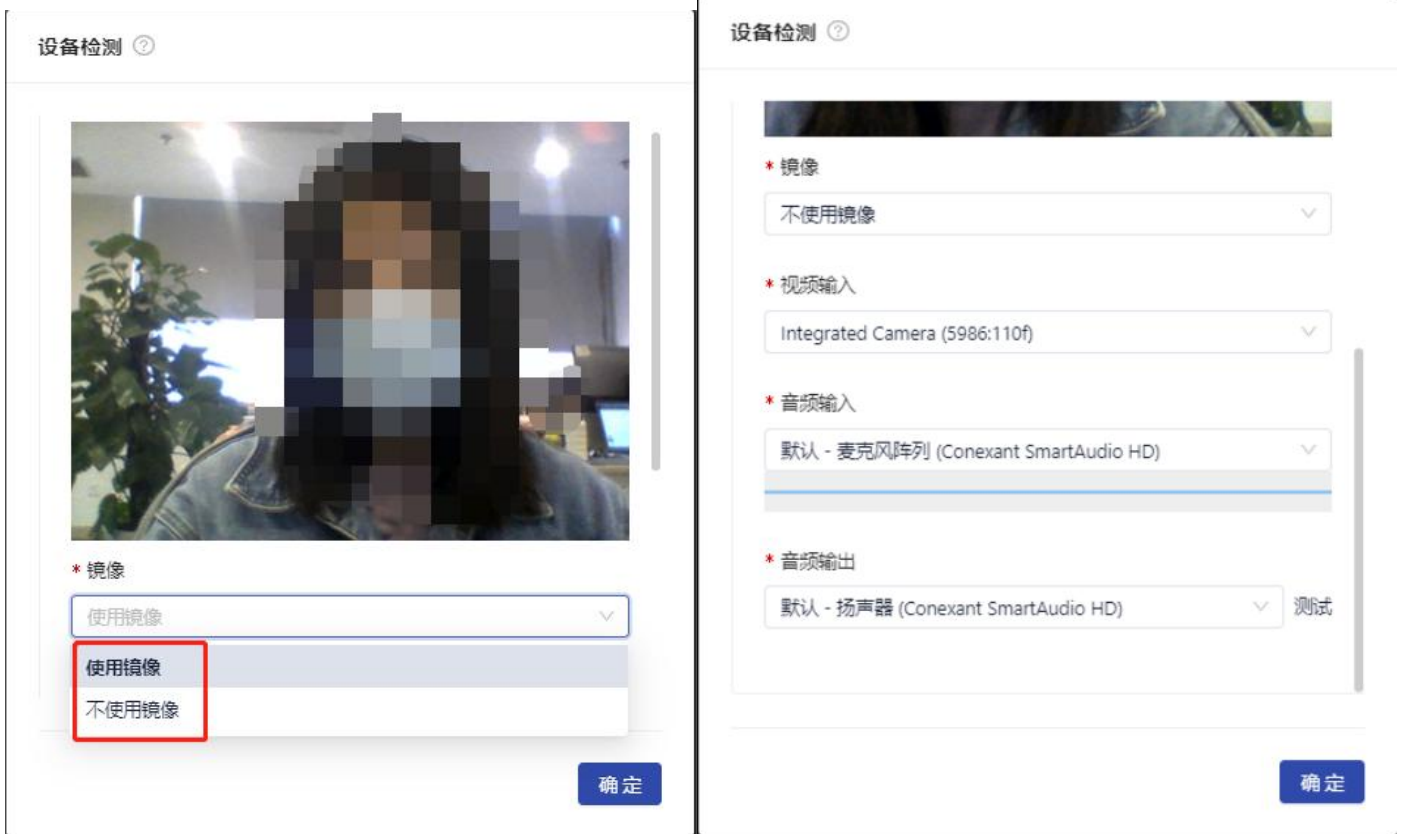 设备检测
* 镜像
使用镜像
使用镜像
不使用镜像
确定
设备检测
* 镜像
不使用镜像
* 视频输入
Integrated Camera (5986:110f)
* 音频输入
默认 - 麦克风阵列 (Conexant SmartAudio HD)
* 音频输出
默认 - 扬声器 (Conexant SmartAudio HD)
测试
确定